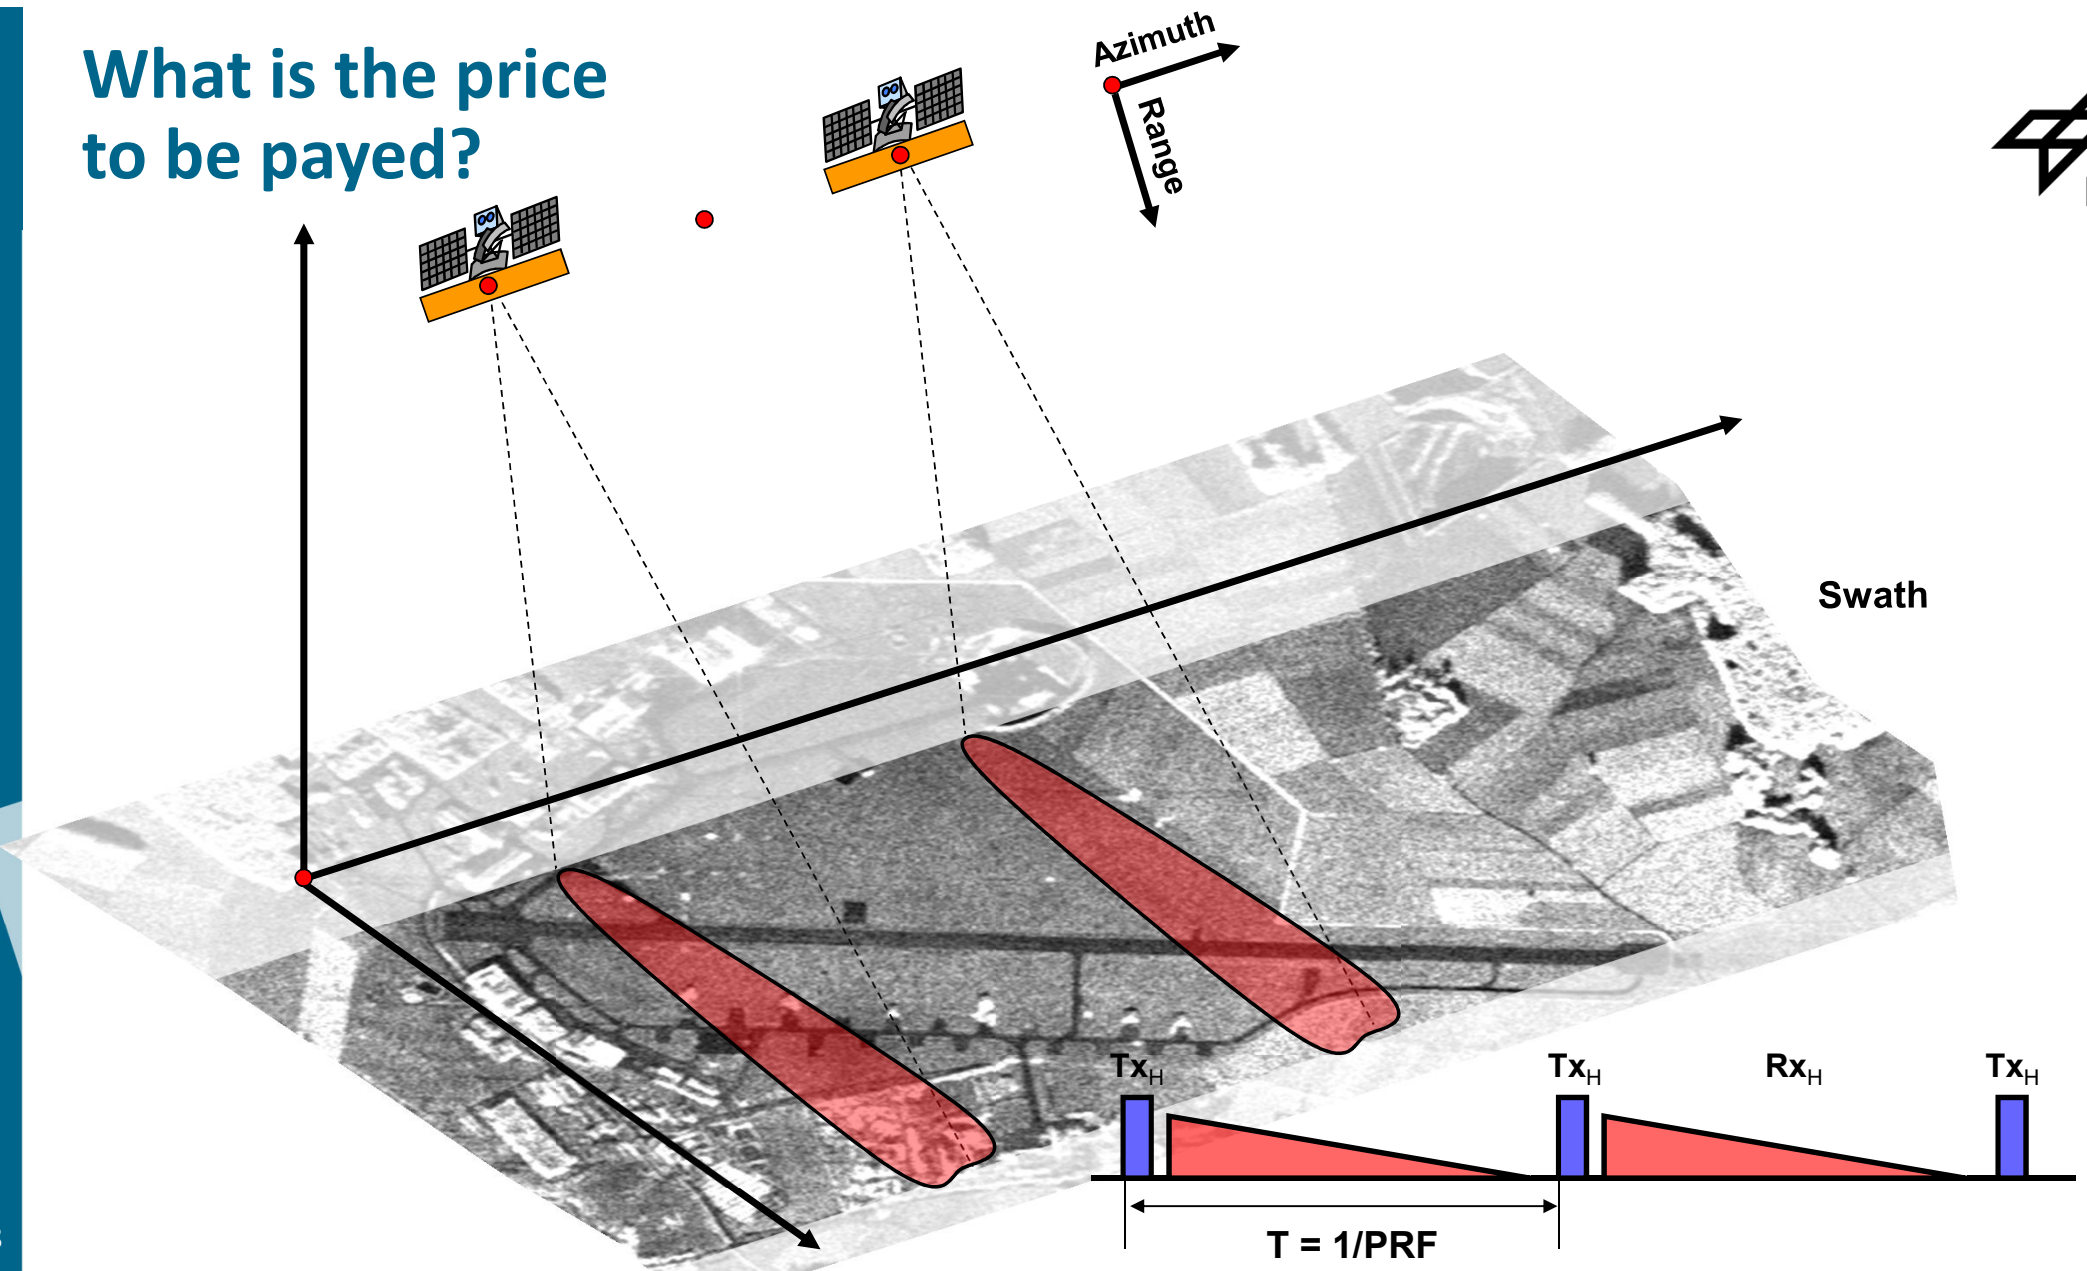 What is the price
to be payed?
Azimuth
Range
Swath
TxH
TxH
RxH
TxH
T = 1/PRF